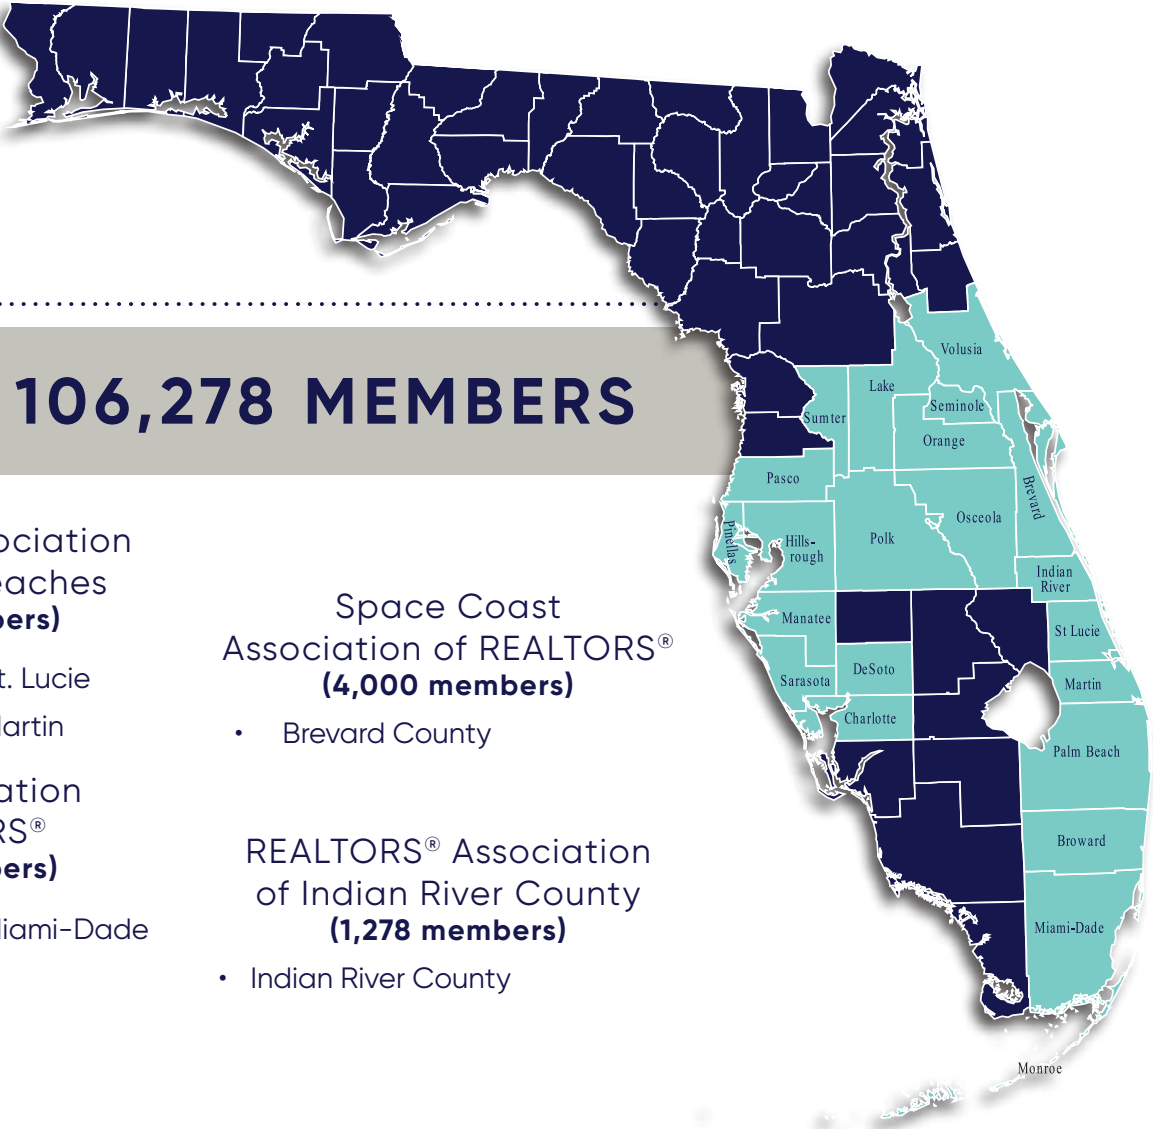 106,278 MEMBERS
ociation
eaches
bers)
t. Lucie
artin
ation
RS®
bers)
iami-Dade
Space Coast
Association of REALTORS®
(4,000 members)
• Brevard County
REALTORS® Association
of Indian River County
(1,278 members)
• Indian River County
Volusia
Lake
Seminole
Sumter
Orange
Pasco
Brevard
Osceola
Pinellas
Hills-
rough
Polk
Indian
River
Manatee
St Lucie
DeSoto
Sarasota
Martin
Charlotte
Palm Beach
Broward
Miami-Dade
Monroe